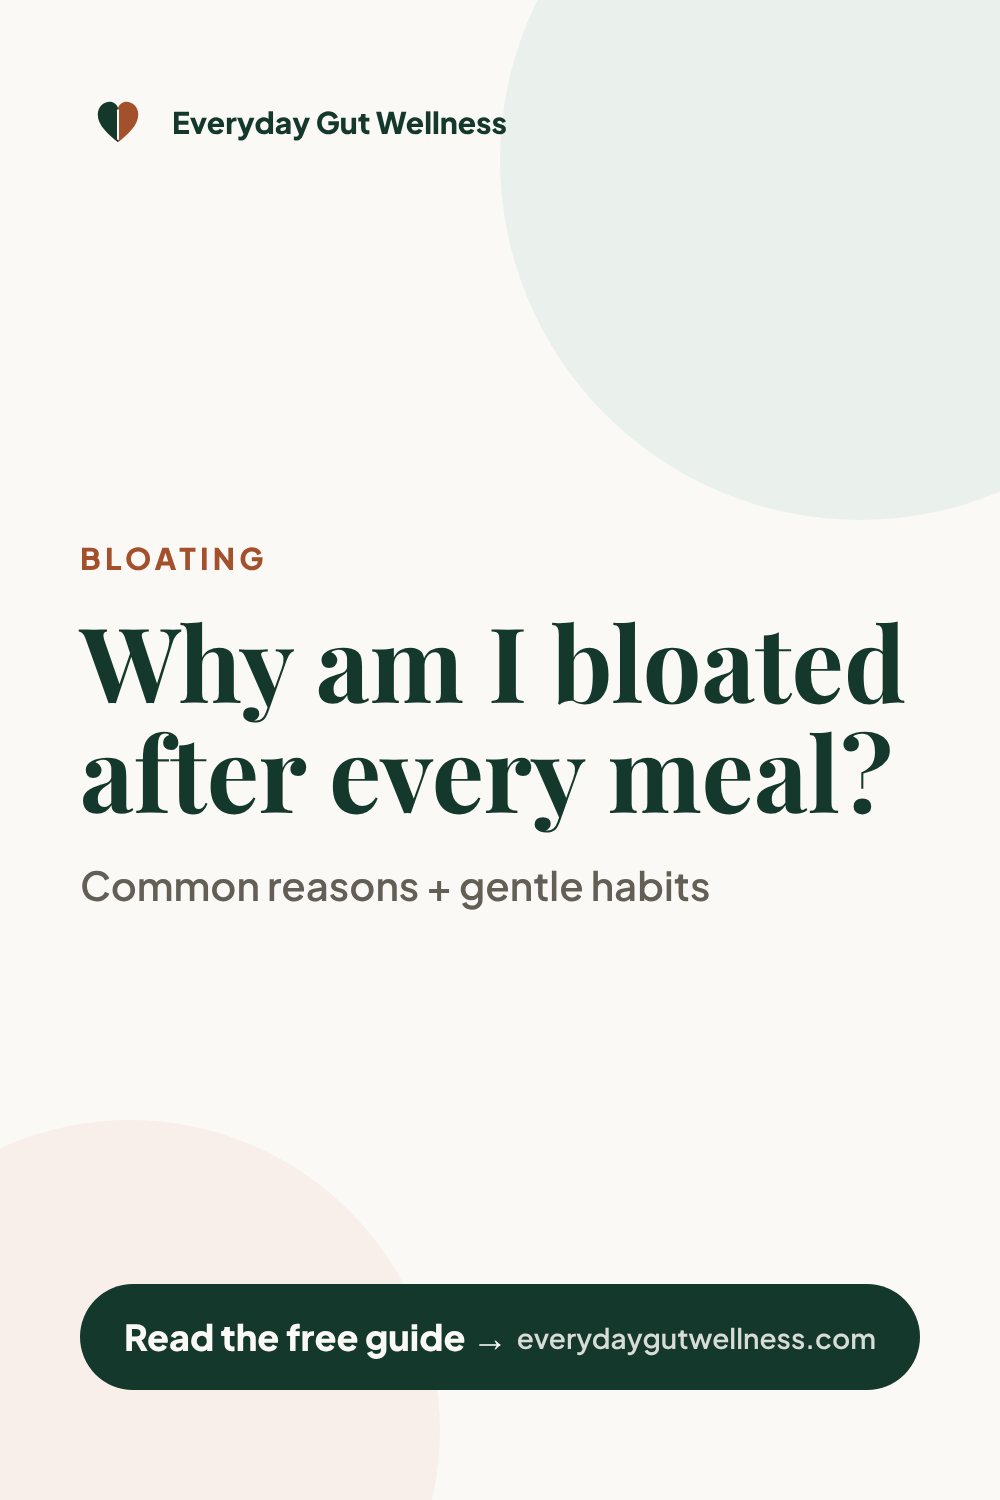 Everyday Gut Wellness
BLOATING
Why am I bloated
after every meal?
Common reasons + gentle habits
Read the free guide → everydaygutwellness.com